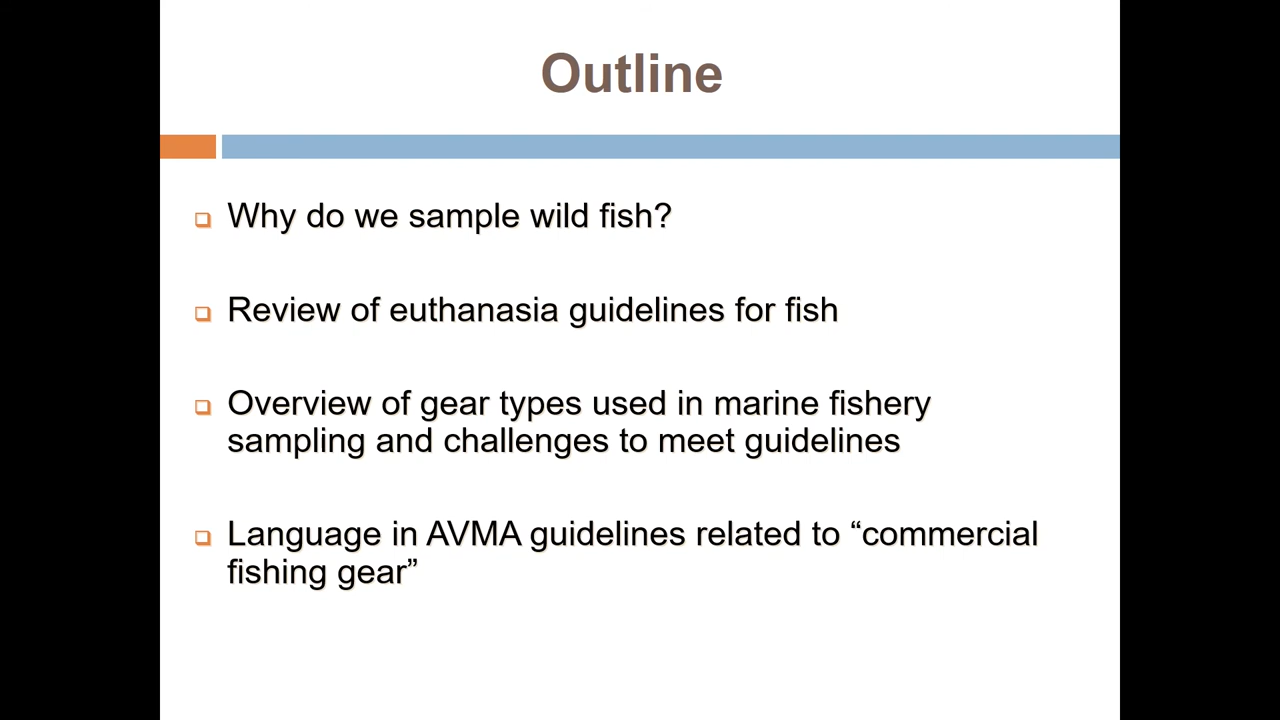 Outline
Why do we sample wild fish?
Review of euthanasia guidelines for fish
Overview of gear types used in marine fishery
sampling and challenges to meet guidelines
Language in AVMA guidelines related to “commercial
fishing gear”